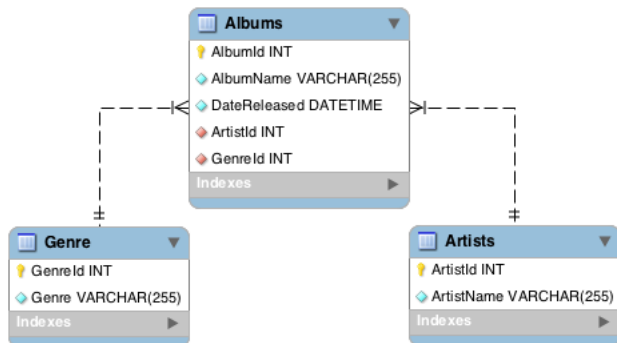 Albums
AlbumId INT
AlbumName VARCHAR(255)
DateReleased DATETIME
ArtistId INT
GenreId INT
Indexes
Genre
GenreId INT
Genre VARCHAR(255)
Indexes
Artists
ArtistId INT
ArtistName VARCHAR(255)
Indexes